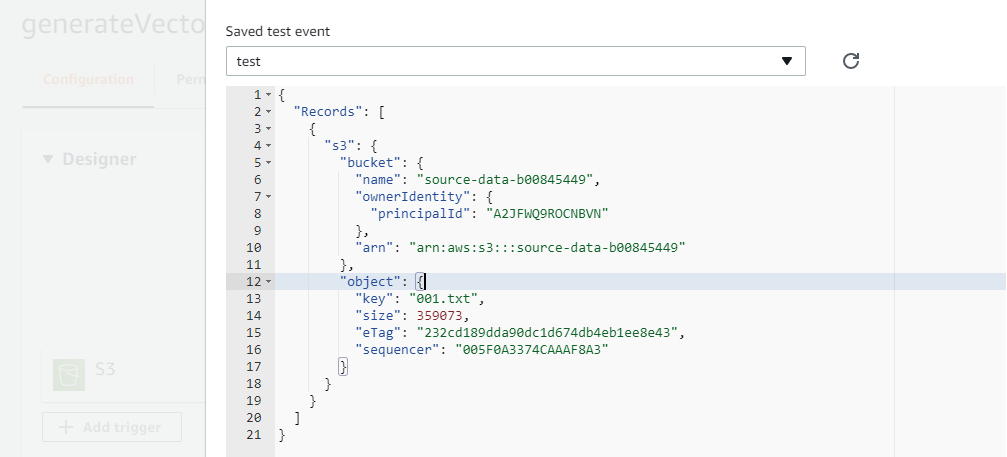 generateVecto
Configuration
Perm
Designer
S3
Add trigger
Saved test event
test
1 {
2 "Records": [
3 {
4 "s3": {
5 "bucket": {
6 "name": "source-data-b00845449",
7 "ownerIdentity": {
8 "principalId": "A2JFWQ9ROCNBVN"
9 },
10 "arn": "arn:aws:s3:::source-data-b00845449"
11 },
12 "object": {
13 "key": "001.txt",
14 "size": 359073,
15 "eTag": "232cd189dda90dc1d674db4eb1ee8e43",
16 "sequencer": "005F0A3374CAAAF8A3"
17 }
18 }
19 }
20 ]
21 }